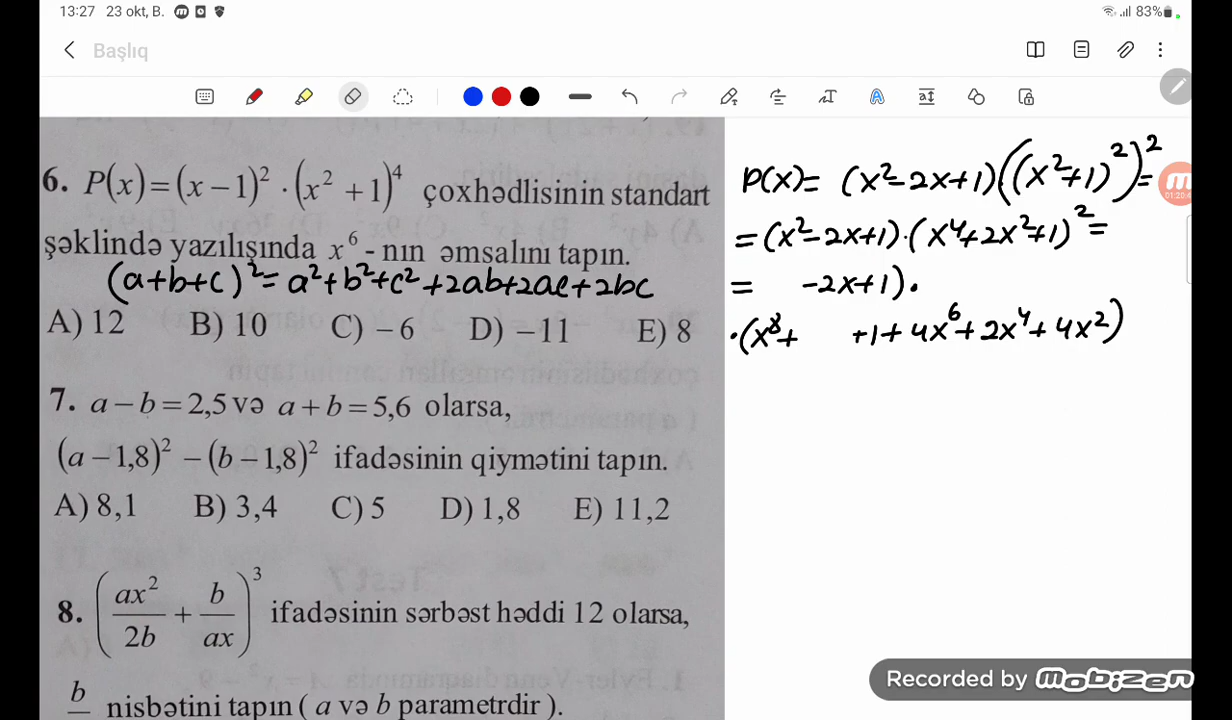 13:27 23 okt, B. 83%
Başlıq
6. P(x) = (x − 1)² · (x² + 1)⁴ çoxhədlisinin standart
şəklində yazılışında x⁶ - nın əmsalını tapın.
(a+b+c)² = a²+b²+c²+2ab+2ac+2bc
A) 12 B) 10 C) − 6 D) −11 E) 8
7. a − b = 2,5 və a + b = 5,6 olarsa,
(a − 1,8)² − (b − 1,8)² ifadəsinin qiymətini tapın.
A) 8,1 B) 3,4 C) 5 D) 1,8 E) 11,2
8. (ax²/2b + b/ax)³ ifadəsinin sərbəst həddi 12 olarsa,
b
nisbətini tapın ( a və b parametrdir ).
P(x)= (x²-2x+1)·((x²+1)²)²=
=(x²-2x+1)·(x⁴+2x²+1)²=
= -2x+1)·
·(x⁸+ +1+4x⁶+2x⁴+4x²)
Recorded by mobizen